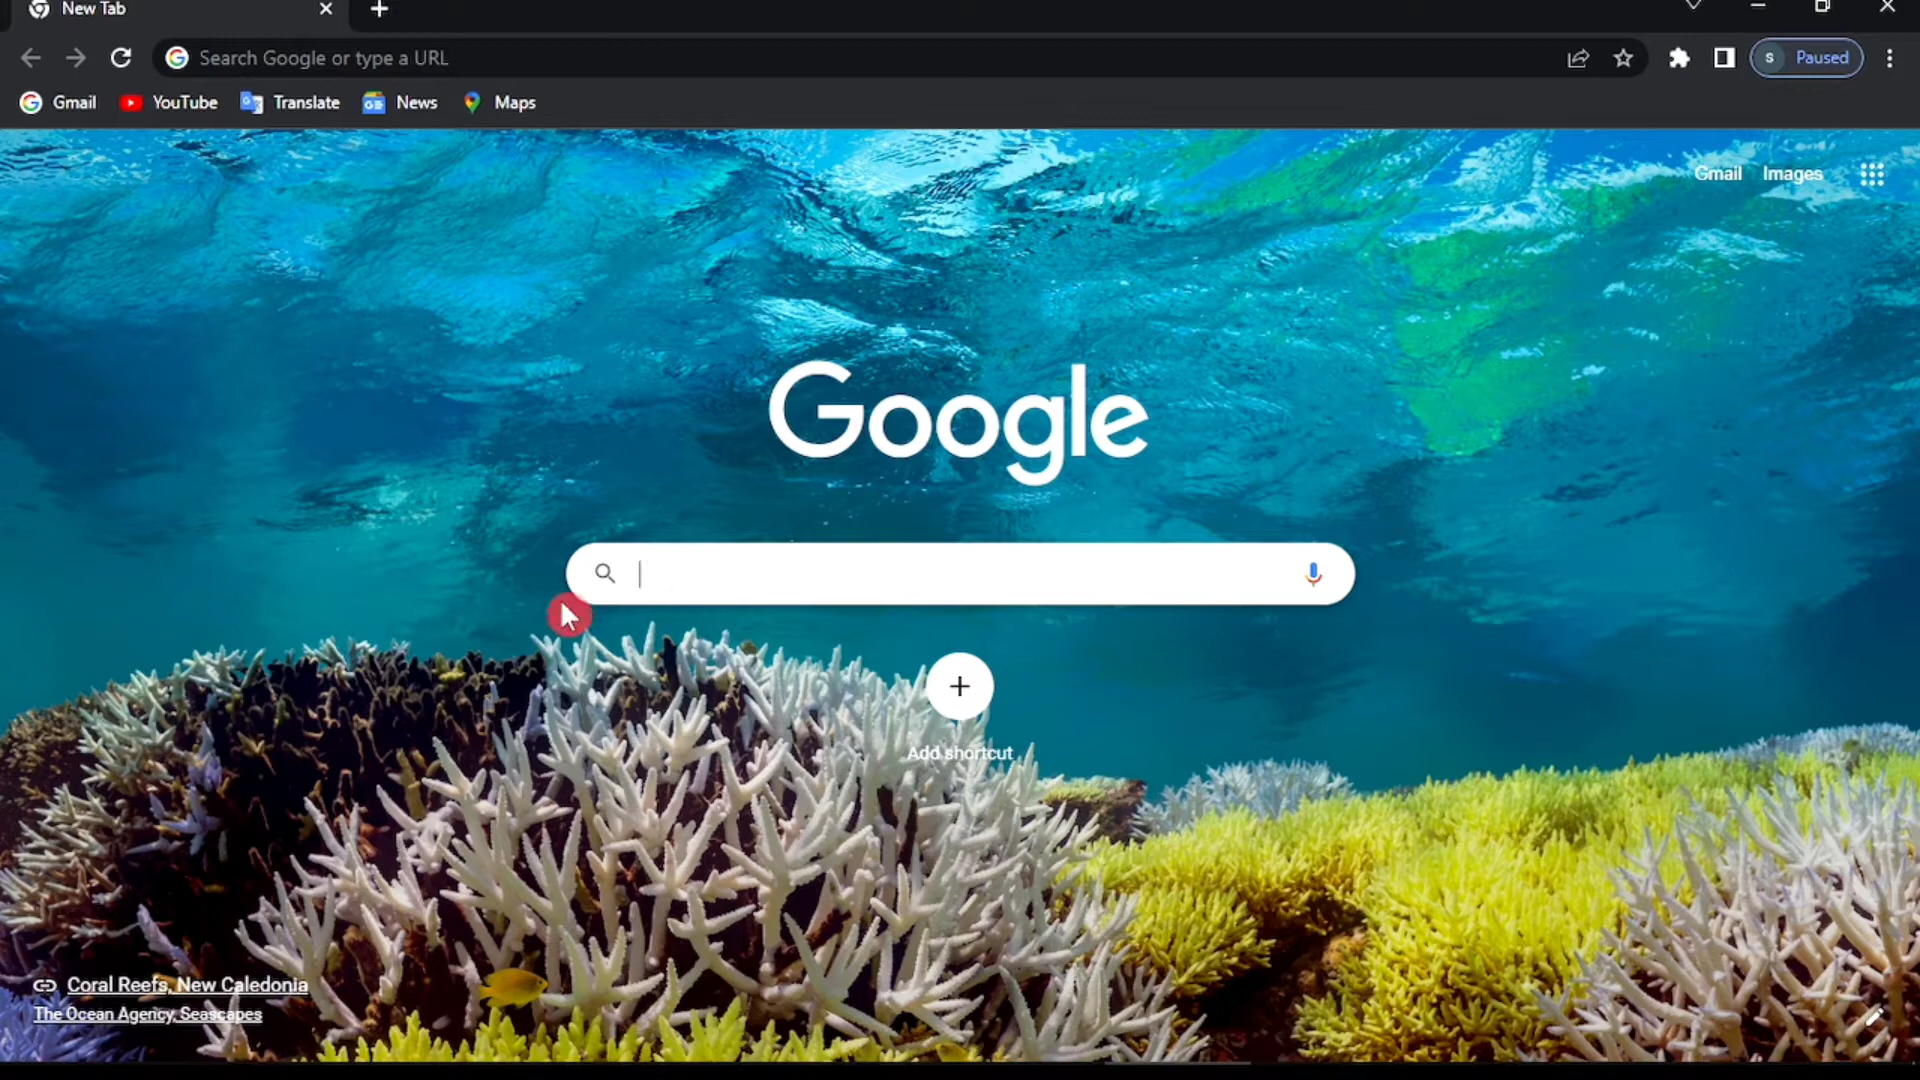 New Tab
Search Google or type a URL
S Paused
Gmail YouTube Translate News Maps
Gmail Images
Google
Add shortcut
Coral Reefs, New Caledonia
The Ocean Agency, Seascapes